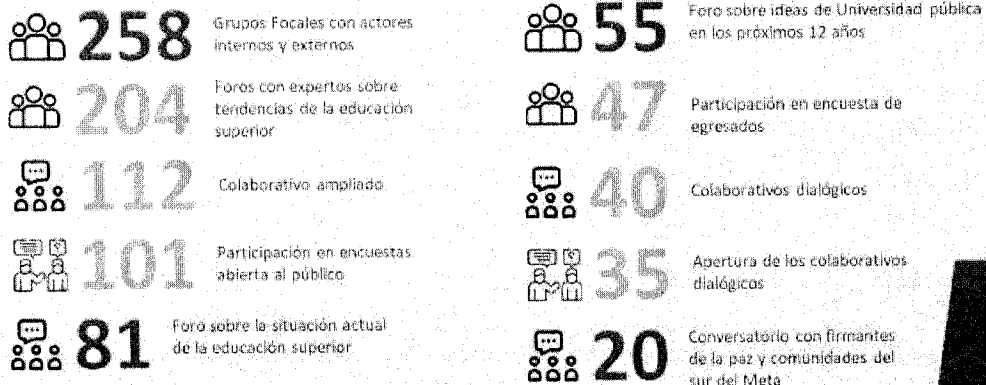 258
Grupos Focales con actores
internos y externos
204
Foros con expertos sobre
tendencias de la educación
superior
112
Colaborativo ampliado
101
Participación en encuestas
abierta al público
81
Foro sobre la situación actual
de la educación superior
55
Foro sobre ideas de Universidad pública
en los próximos 12 años
47
Participación en encuesta de
egresados
40
Colaborativos dialógicos
35
Apertura de los colaborativos
dialógicos
20
Conversatorio con firmantes
de la paz y comunidades del
sur del Meta